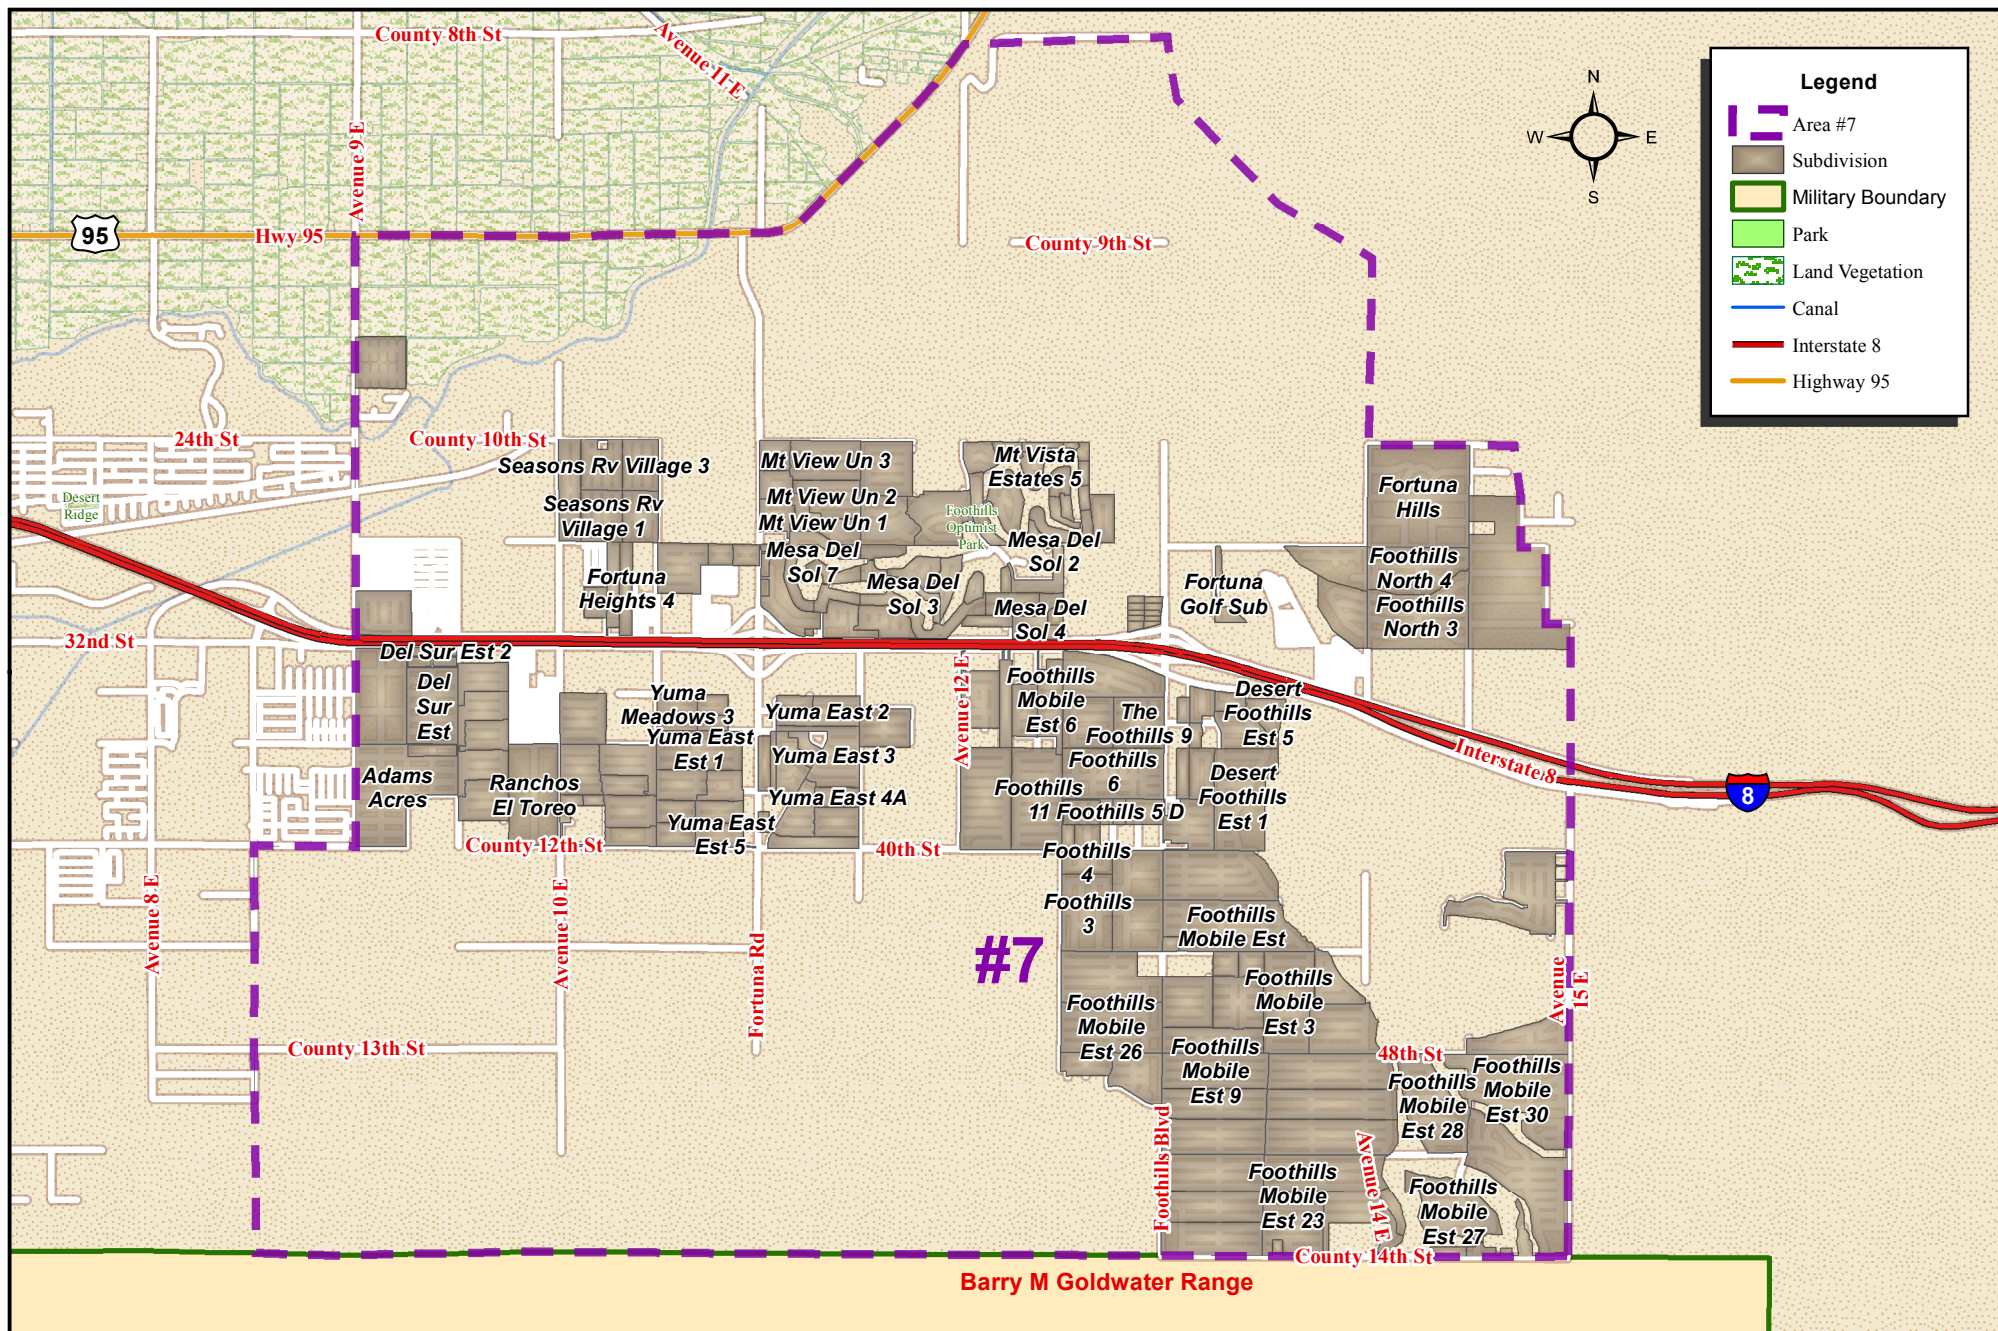 County 8th St
Avenue 11 E
Avenue 9 E
95
Hwy 95
County 9th St
N
W
E
S
Legend
Area #7
Subdivision
Military Boundary
Park
Land Vegetation
Canal
Interstate 8
Highway 95
24th St
County 10th St
Desert
Ridge
Seasons Rv Village 3
Seasons Rv
Village 1
Mt View Un 3
Mt View Un 2
Mt View Un 1
Mt Vista
Estates 5
Foothills
Optimist
Park
Mesa Del
Sol 7
Mesa Del
Sol 2
Mesa Del
Sol 3
Mesa Del
Sol 4
Fortuna
Heights 4
Fortuna
Golf Sub
Fortuna
Hills
Foothills
North 4
Foothills
North 3
32nd St
Del Sur Est 2
Del
Sur
Est
Adams
Acres
Ranchos
El Toreo
Yuma
Meadows 3
Yuma East
Est 1
Yuma East
Est 5
Yuma East 2
Yuma East 3
Yuma East 4A
Avenue 12 E
Foothills
Mobile
Est 6
The
Foothills 9
Foothills
6
Foothills
11
Foothills 5 D
Desert
Foothills
Est 5
Desert
Foothills
Est 1
Interstate 8
8
County 12th St
40th St
Avenue 8 E
Avenue 10 E
Fortuna Rd
Foothills
4
Foothills
3
#7
Foothills
Mobile Est
Foothills
Mobile
Est 3
Foothills
Mobile
Est 26
Foothills
Mobile
Est 9
Avenue
15 E
County 13th St
48th St
Foothills
Mobile
Est 28
Foothills
Mobile
Est 30
Foothills Blvd
Avenue 14 E
Foothills
Mobile
Est 23
Foothills
Mobile
Est 27
County 14th St
Barry M Goldwater Range